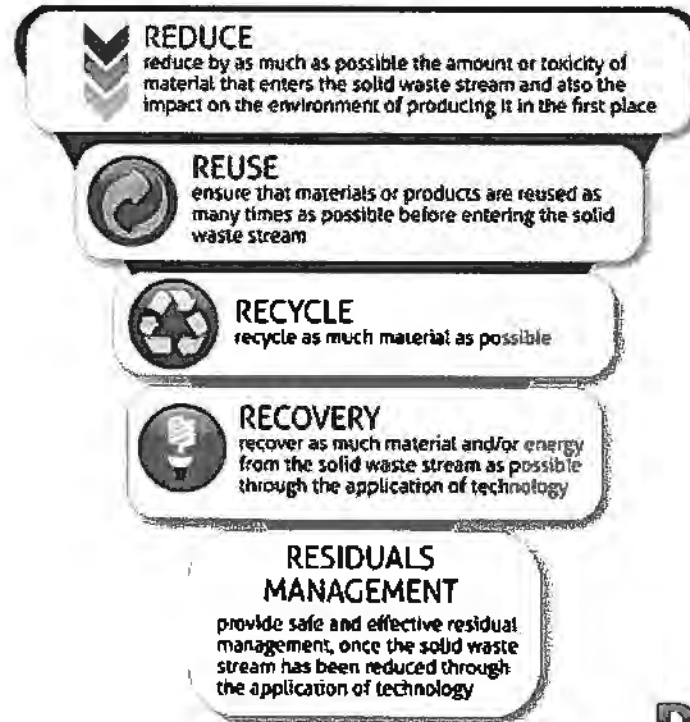 REDUCE
reduce by as much as possible the amount or toxicity of
material that enters the solid waste stream and also the
impact on the environment of producing it in the first place
REUSE
ensure that materials or products are reused as
many times as possible before entering the solid
waste stream
RECYCLE
recycle as much material as possible
RECOVERY
recover as much material and/or energy
from the solid waste stream as possible
through the application of technology
RESIDUALS
MANAGEMENT
provide safe and effective residual
management, once the solid waste
stream has been reduced through
the application of technology